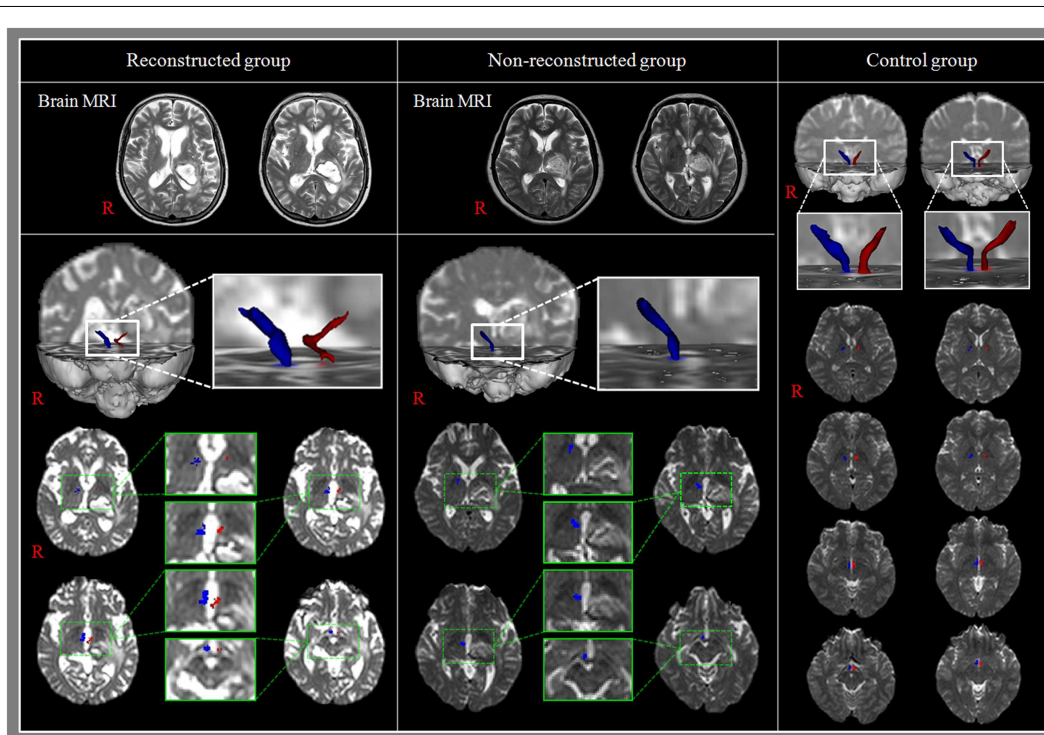 Reconstructed group
Non-reconstructed group
Control group
Brain MRI
Brain MRI
R
R
R
R
R
R